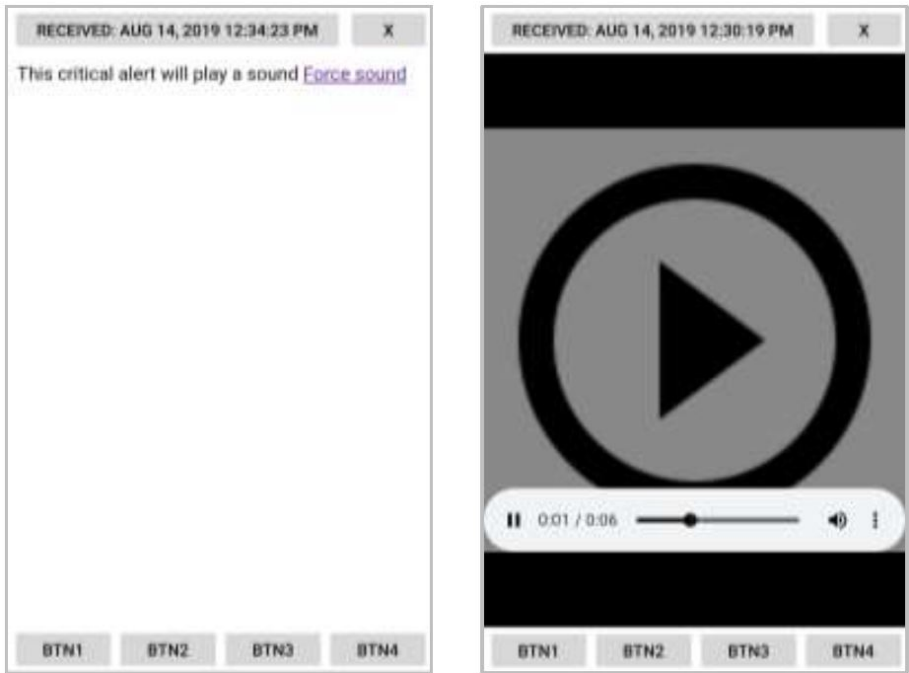 RECEIVED: AUG 14, 2019 12:34:23 PM X
This critical alert will play a sound Force sound
BTN1 BTN2 BTN3 BTN4
RECEIVED: AUG 14, 2019 12:30:19 PM X
0:01 / 0:06
BTN1 BTN2 BTN3 BTN4